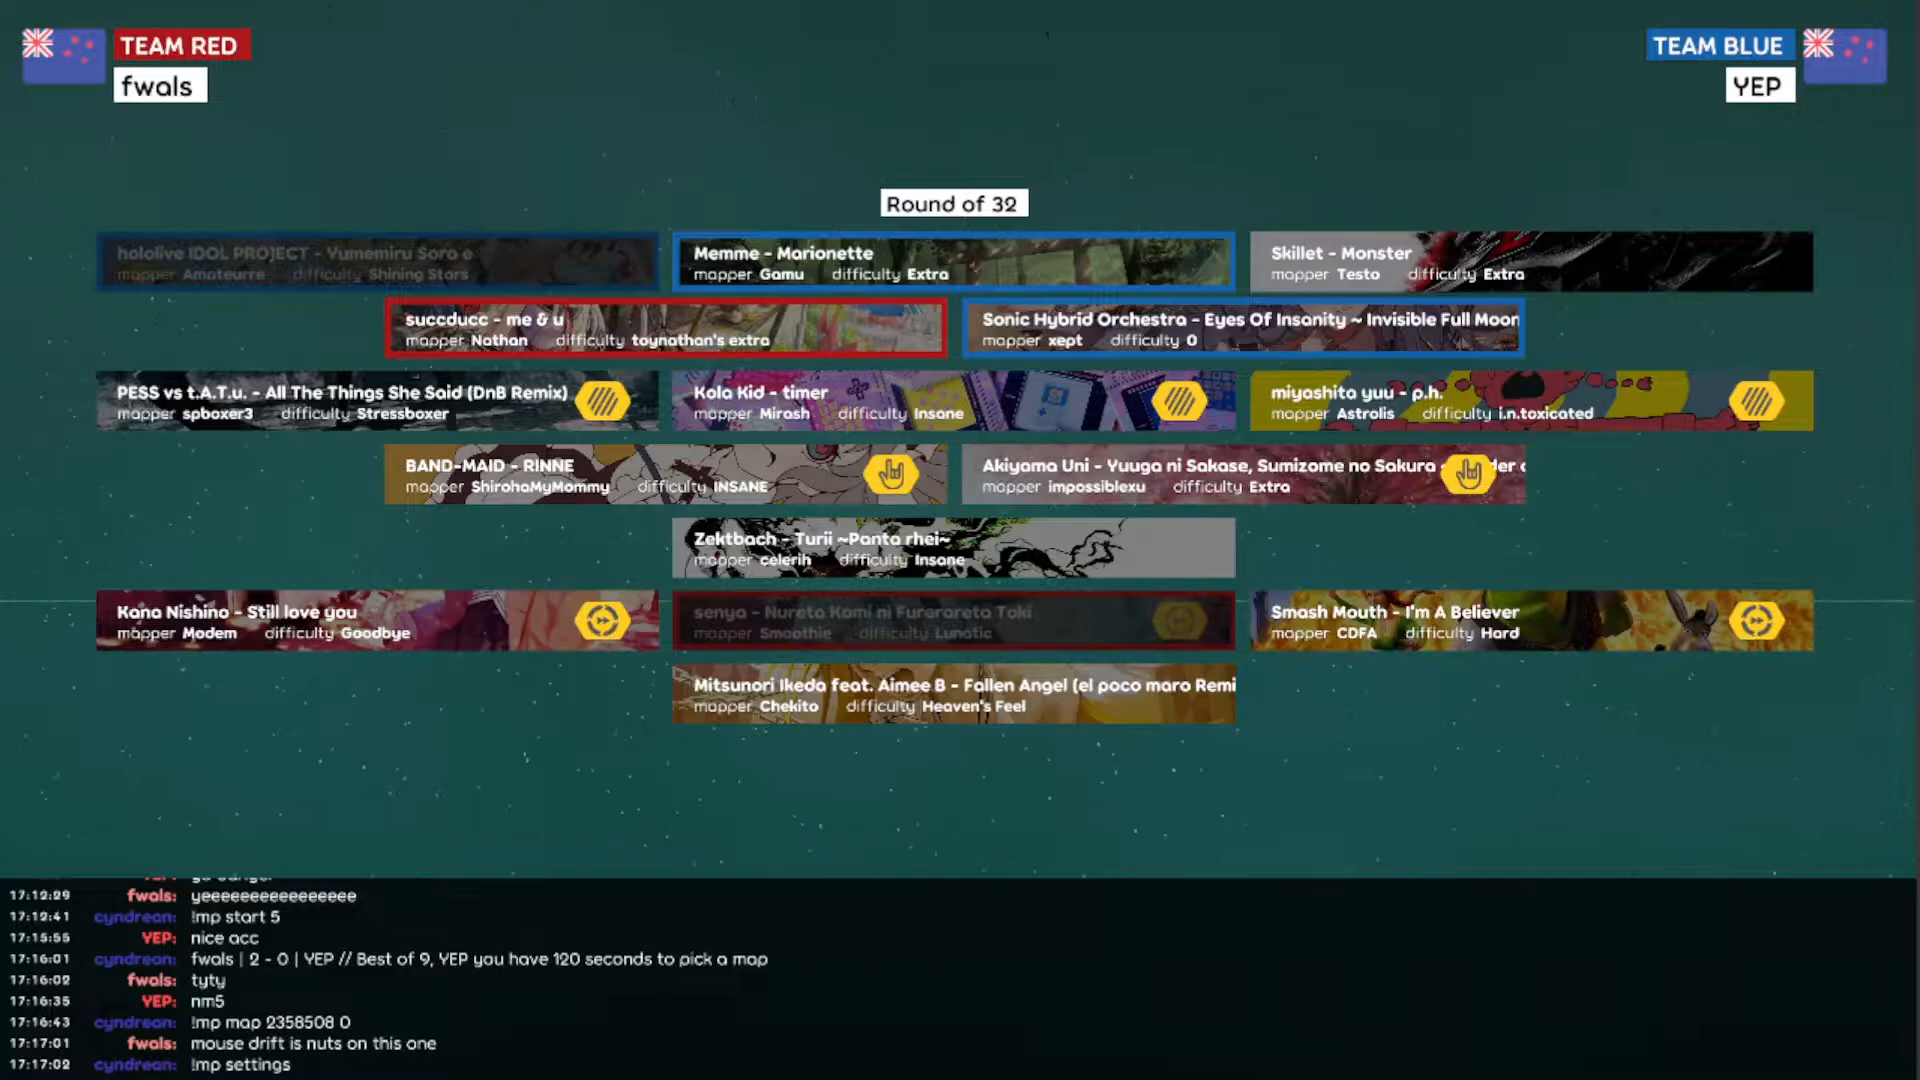 TEAM RED
fwals
TEAM BLUE
YEP
Round of 32
hololive IDOL PROJECT - Yumemiru Sora e
mapper Amateurre difficulty Shining Stars
Memme - Marionette
mapper Gamu difficulty Extra
Skillet - Monster
mapper Testo difficulty Extra
succducc - me & u
mapper Nathan difficulty toynathan's extra
Sonic Hybrid Orchestra - Eyes Of Insanity ~ Invisible Full Moon
mapper xept difficulty 0
PESS vs t.A.T.u. - All The Things She Said (DnB Remix)
mapper spboxer3 difficulty Stressboxer
Kola Kid - timer
mapper Mirash difficulty Insane
miyashita yuu - p.h.
mapper Astrolis difficulty i.n.toxicated
BAND-MAID - RINNE
mapper ShirohaMyMommy difficulty INSANE
Akiyama Uni - Yuuga ni Sakase, Sumizome no Sakura
mapper impossiblexu difficulty Extra
Zektbach - Turii ~Panta rhei~
mapper celerih difficulty Insane
Kana Nishino - Still love you
mapper Modem difficulty Goodbye
senya - Nureta Kami ni Furerareta Toki
mapper Smoothie difficulty Lunatic
Smash Mouth - I'm A Believer
mapper CDFA difficulty Hard
Mitsunori Ikeda feat. Aimee B - Fallen Angel (el poco maro Remi
mapper Chekito difficulty Heaven's Feel
17:12:29 fwals: yeeeeeeeeeeeeeeee
17:12:41 cyndrean: !mp start 5
17:15:55 YEP: nice acc
17:16:01 cyndrean: fwals | 2 - 0 | YEP // Best of 9, YEP you have 120 seconds to pick a map
17:16:02 fwals: tyty
17:16:35 YEP: nm5
17:16:43 cyndrean: !mp map 2358508 0
17:17:01 fwals: mouse drift is nuts on this one
17:17:02 cyndrean: !mp settings